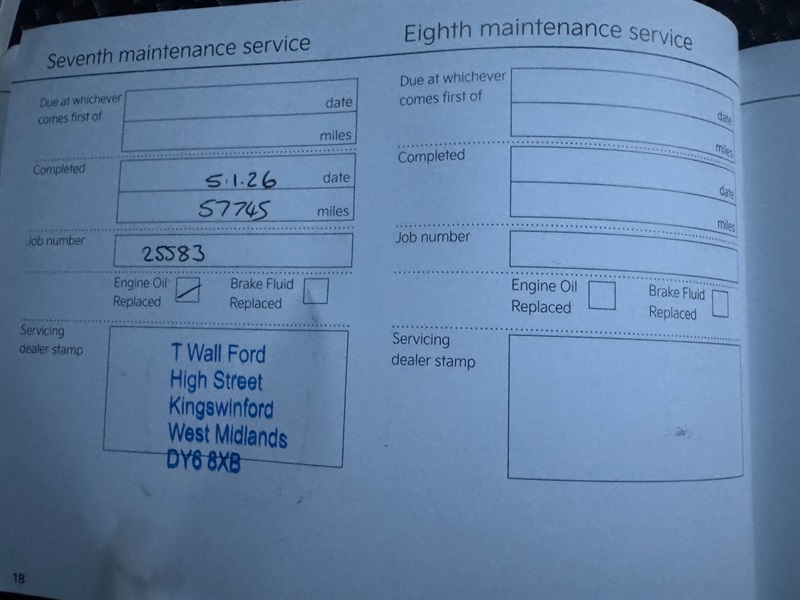 Seventh maintenance service
Due at whichever
comes first of
date
miles
Completed
5.1.26 date
57745 miles
Job number
25583
Engine Oil
Replaced
Brake Fluid
Replaced
Servicing
dealer stamp
T Wall Ford
High Street
Kingswinford
West Midlands
DY6 8XB
18
Eighth maintenance service
Due at whichever
comes first of
date
miles
Completed
date
miles
Job number
Engine Oil
Replaced
Brake Fluid
Replaced
Servicing
dealer stamp